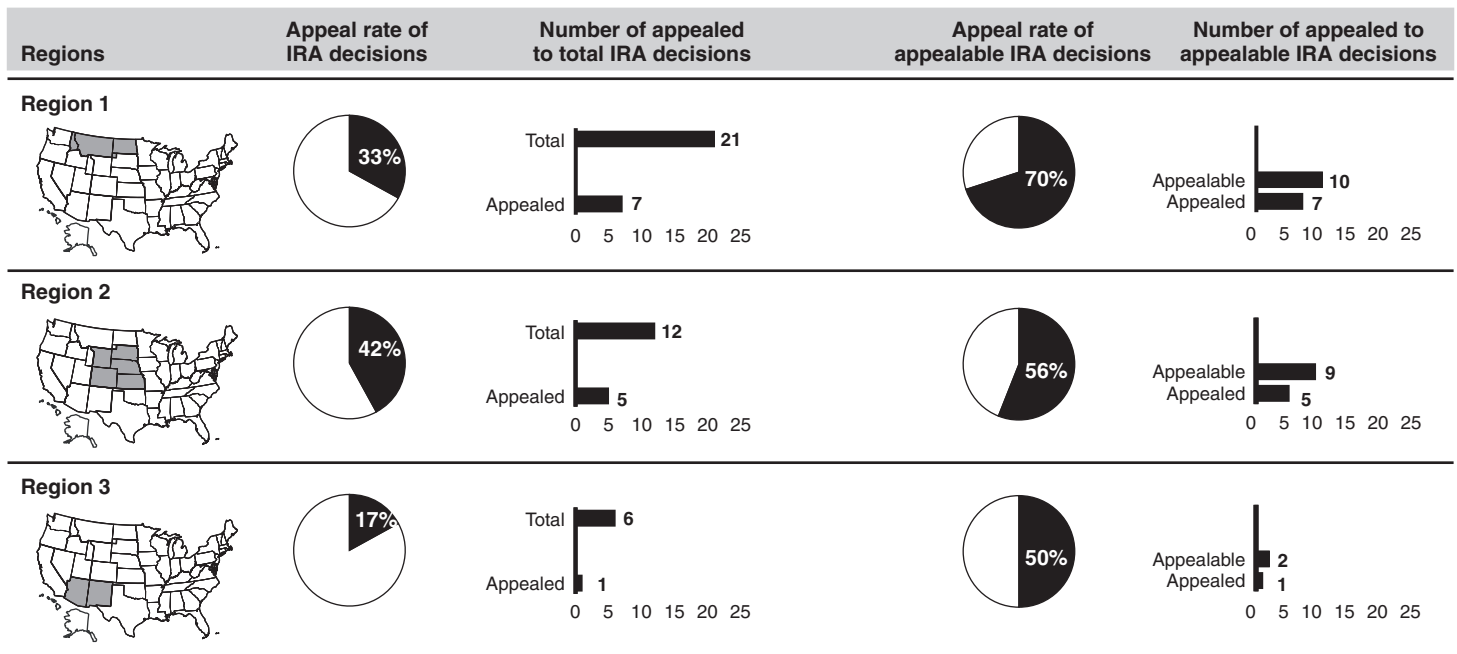 Regions
Appeal rate of
IRA decisions
Number of appealed
to total IRA decisions
Appeal rate of
appealable IRA decisions
Number of appealed to
appealable IRA decisions
Region 1
33%
Total 21
Appealed 7
0 5 10 15 20 25
70%
Appealable 10
Appealed 7
0 5 10 15 20 25
Region 2
42%
Total 12
Appealed 5
0 5 10 15 20 25
56%
Appealable 9
Appealed 5
0 5 10 15 20 25
Region 3
17%
Total 6
Appealed 1
0 5 10 15 20 25
50%
Appealable 2
Appealed 1
0 5 10 15 20 25